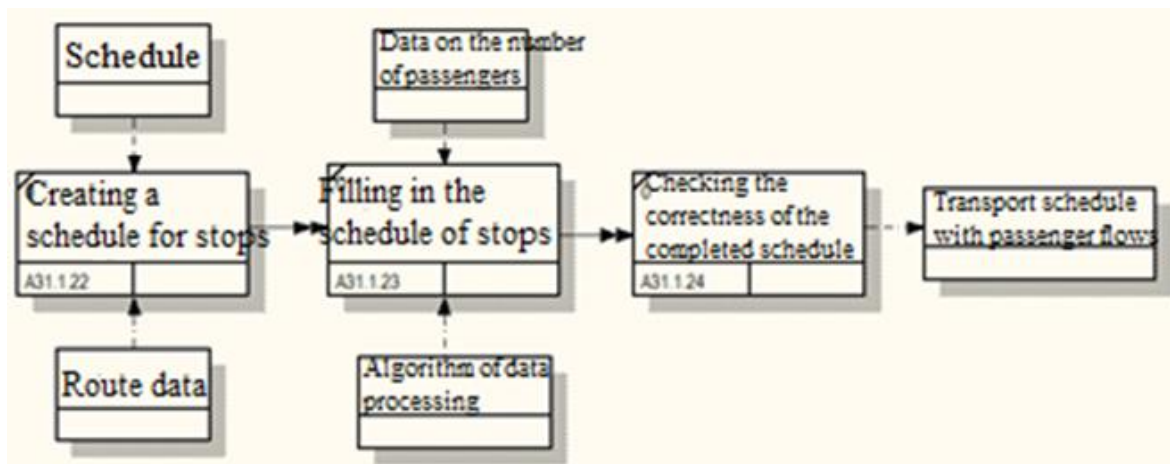 Schedule
Data on the number
of passengers
Creating a
schedule for stops
A31.1.22
Filling in the
schedule of stops
A31.1.23
Checking the
correctness of the
completed schedule
A31.1.24
Transport schedule
with passenger flows
Route data
Algorithm of data
processing